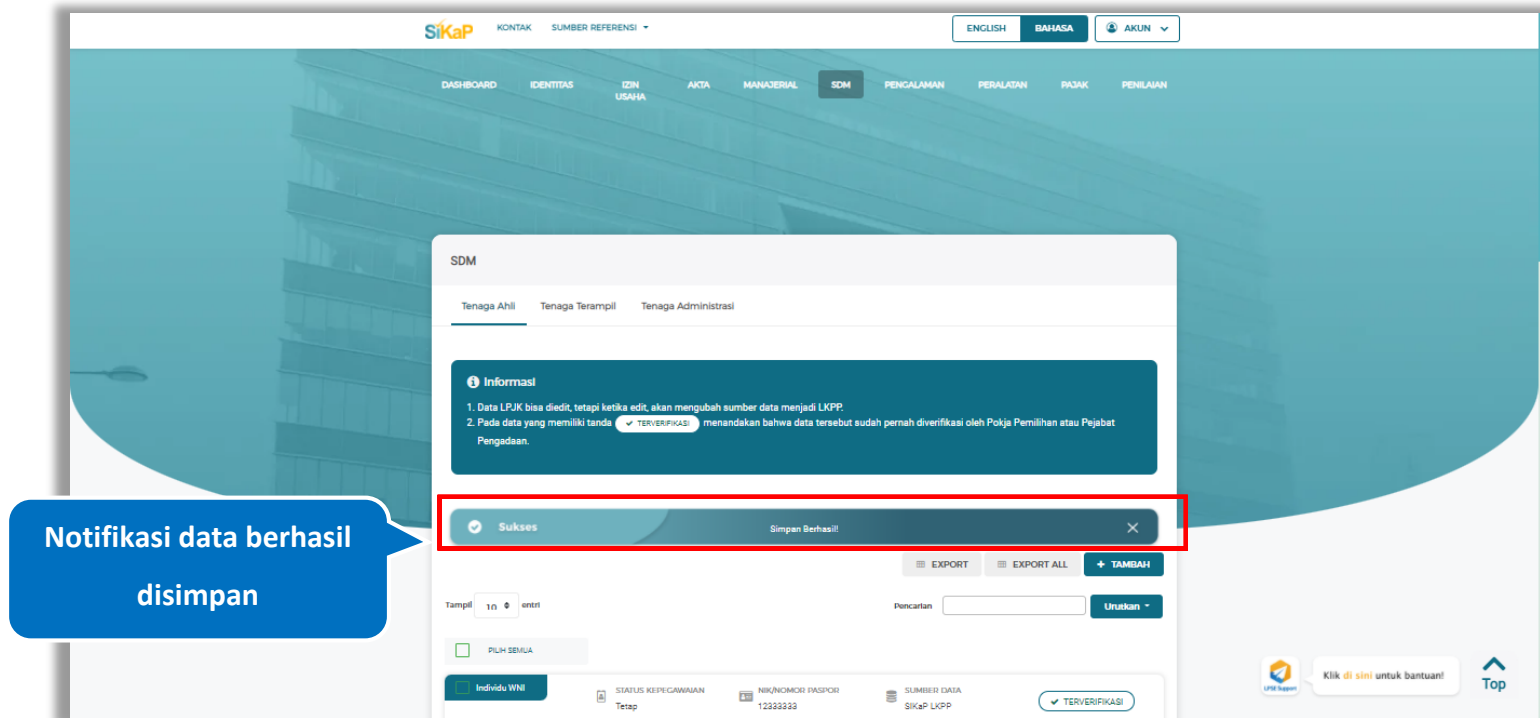 SiKaP
KONTAK
SUMBER REFERENSI
ENGLISH
BAHASA
AKUN
DASHBOARD
IDENTITAS
IZIN
USAHA
AKTA
MANAJERIAL
SDM
PENGALAMAN
PERALATAN
PAJAK
PENILAIAN
SDM
Tenaga Ahli
Tenaga Terampil
Tenaga Administrasi
Informasi
1. Data LPJK bisa diedit, tetapi ketika edit, akan mengubah sumber data menjadi LKPP.
2. Pada data yang memiliki tanda TERVERIFIKASI menandakan bahwa data tersebut sudah pernah diverifikasi oleh Pokja Pemilihan atau Pejabat
Pengadaan.
Notifikasi data berhasil
disimpan
Sukses
Simpan Berhasil!
EXPORT
EXPORT ALL
+ TAMBAH
Tampil 10 entri
Pencarian
Urutkan
PILIH SEMUA
Individu WNI
STATUS KEPEGAWAIAN
Tetap
NIK/NOMOR PASPOR
12333333
SUMBER DATA
SIKaP LKPP
TERVERIFIKASI
LPSE Support
Klik di sini untuk bantuan!
Top